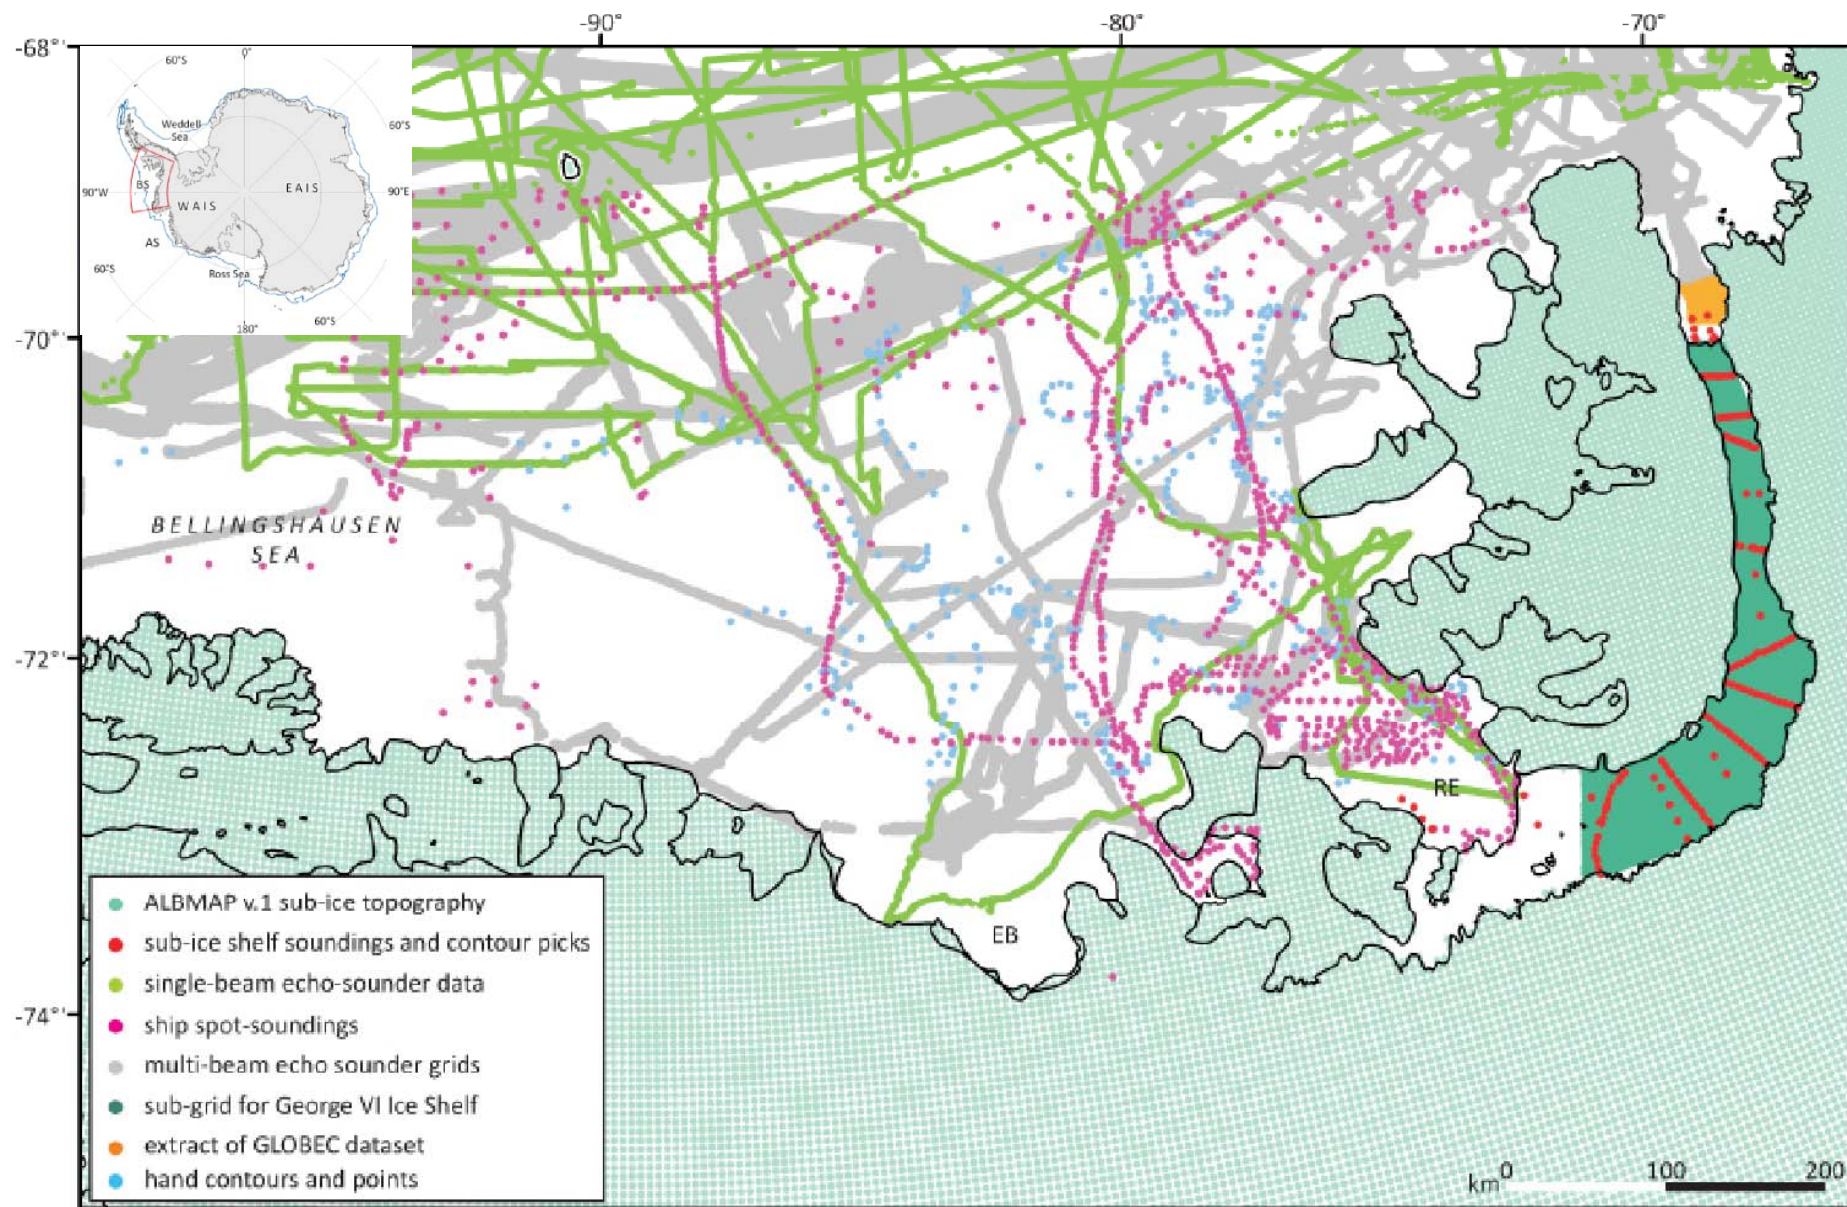 -90°
-80°
-70°
-68°
-70°
-72°
-74°
0°
60°S
60°S
Weddell
Sea
90°W
BS
EAIS
90°E
WAIS
AS
60°S
Ross Sea
60°S
180°
BELLINGSHAUSEN
SEA
RE
EB
ALBMAP v.1 sub-ice topography
sub-ice shelf soundings and contour picks
single-beam echo-sounder data
ship spot-soundings
multi-beam echo sounder grids
sub-grid for George VI Ice Shelf
extract of GLOBEC dataset
hand contours and points
km 0 100 200